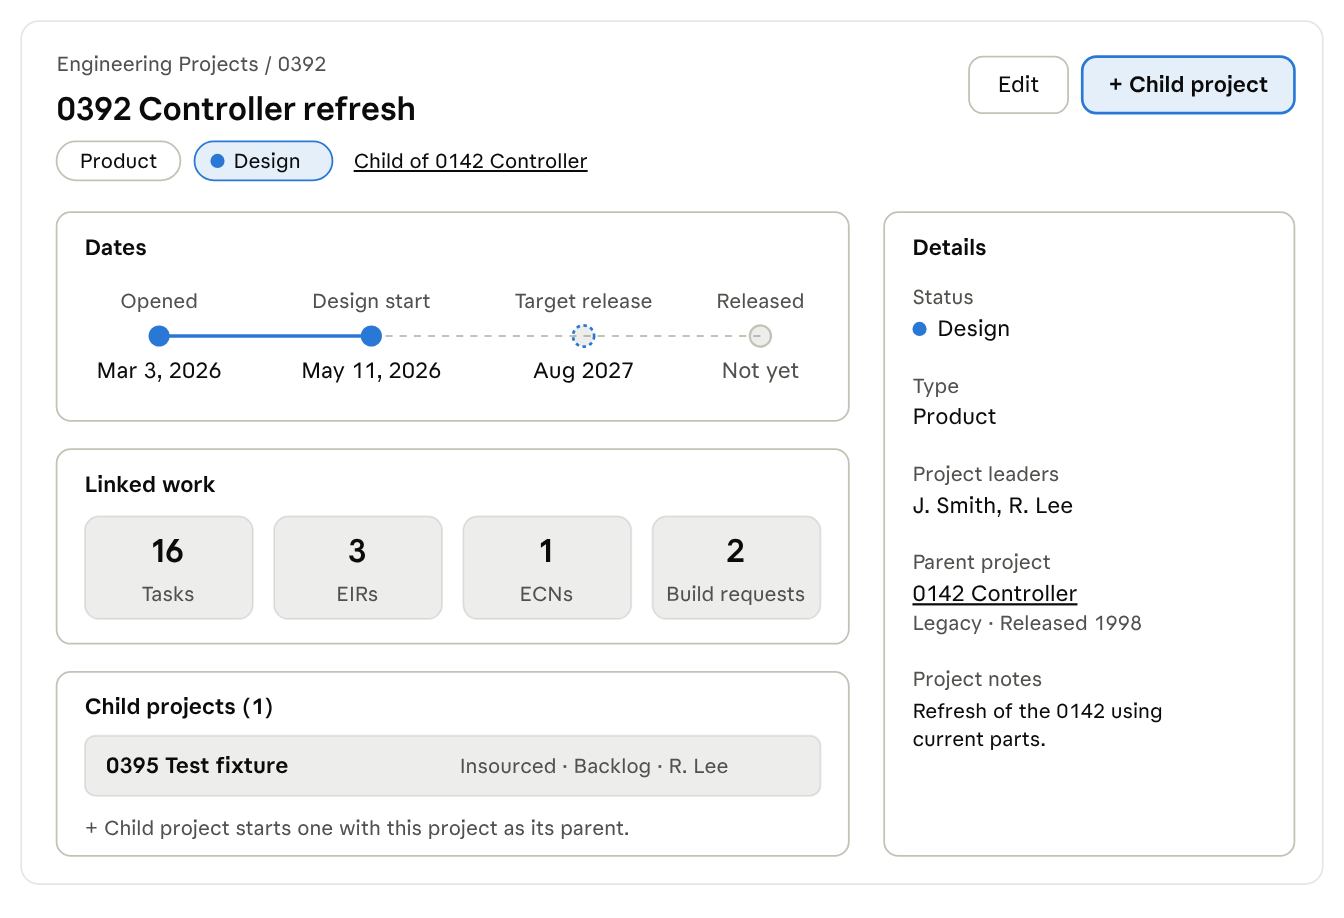 Engineering Projects / 0392
0392 Controller refresh
Edit
+ Child project
Product
Design
Child of 0142 Controller
Dates
Opened
Design start
Target release
Released
Mar 3, 2026
May 11, 2026
Aug 2027
Not yet
Linked work
16
Tasks
3
EIRs
1
ECNs
2
Build requests
Child projects (1)
0395 Test fixture
Insourced · Backlog · R. Lee
+ Child project starts one with this project as its parent.
Details
Status
Design
Type
Product
Project leaders
J. Smith, R. Lee
Parent project
0142 Controller
Legacy · Released 1998
Project notes
Refresh of the 0142 using
current parts.